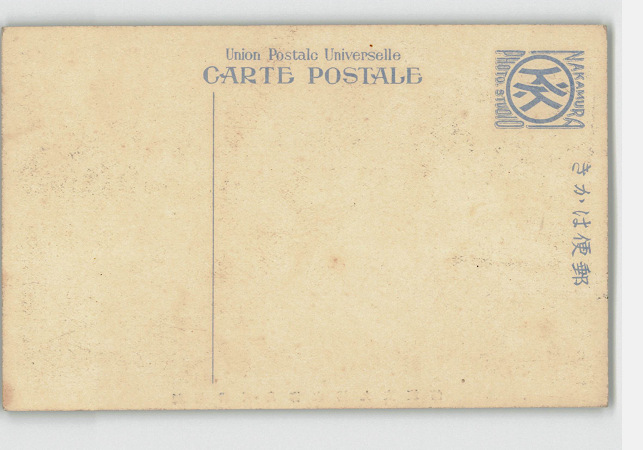 Union Postale Universelle
CARTE POSTALE
NAKAMURA
PHOTO. STUDIO
きかは便郵